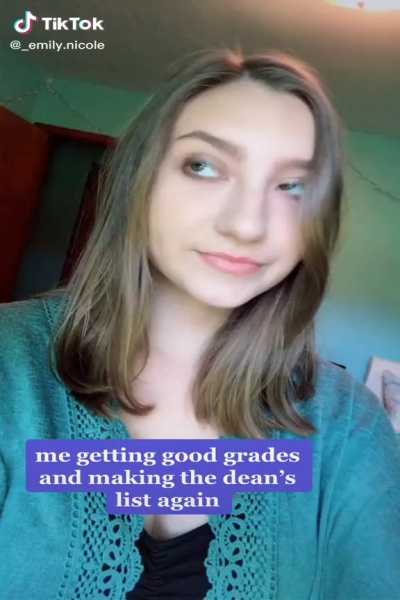 TikTok
@_emily.nicole
me getting good grades
and making the dean's
list again